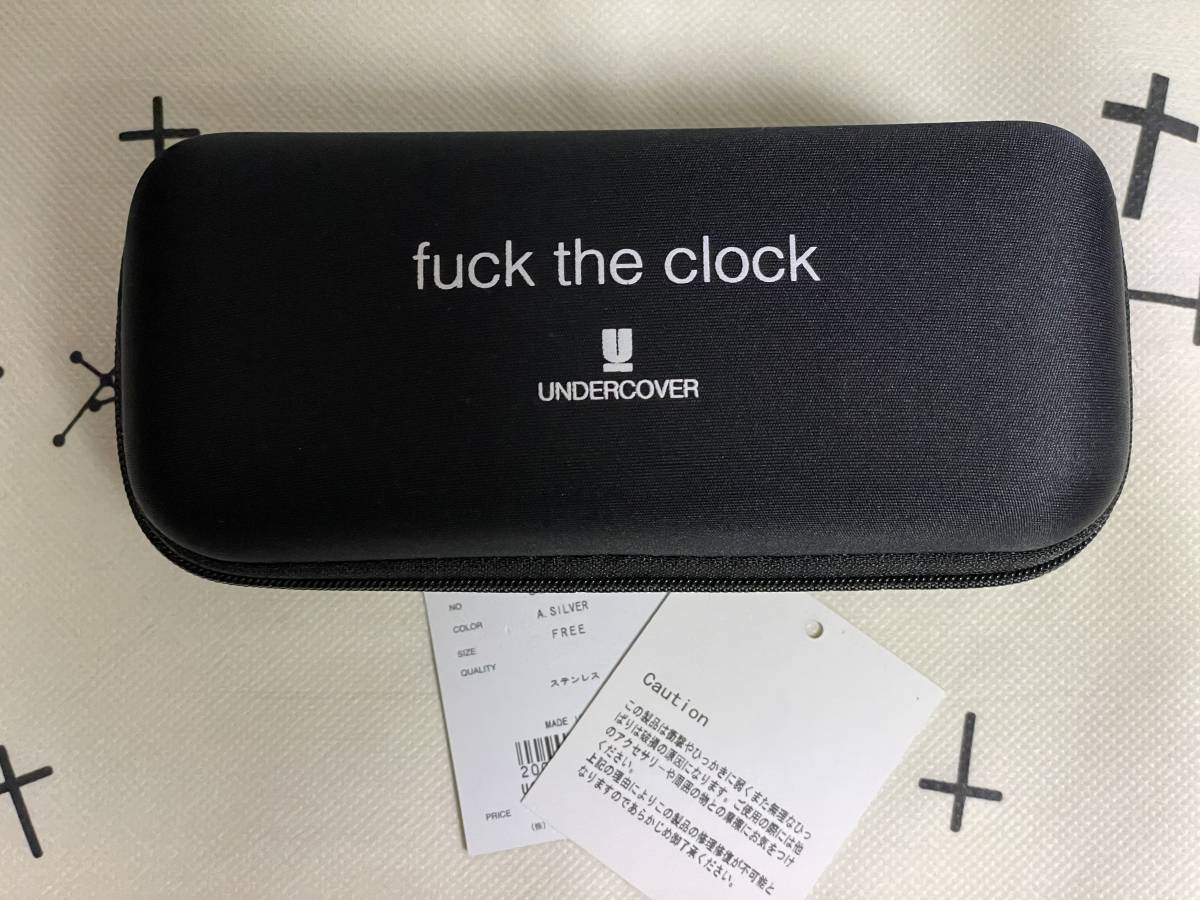 fuck the clock
U
UNDERCOVER
NO
COLOR A. SILVER
SIZE FREE
QUALITY
ステンレス
MADE
200
PRICE
(株)
Caution
この製品は衝撃やひっかきに弱くまた無理なひっ
ぱりは破損の原因になります。ご使用の際には他
のアクセサリーや周囲の物との摩擦にお気をつけ
ください。
上記の理由によりこの製品の修理修復が不可能と
なりますのであらかじめ御了承ください。